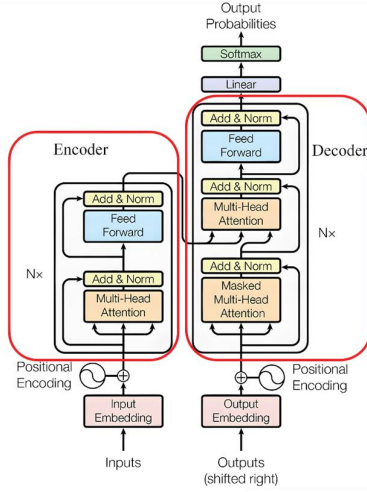 Output
Probabilities
Softmax
Linear
Add & Norm
Feed
Forward
Add & Norm
Multi-Head
Attention
Add & Norm
Masked
Multi-Head
Attention
Decoder
N×
Encoder
Add & Norm
Feed
Forward
Add & Norm
Multi-Head
Attention
N×
Positional
Encoding
Input
Embedding
Inputs
Positional
Encoding
Output
Embedding
Outputs
(shifted right)